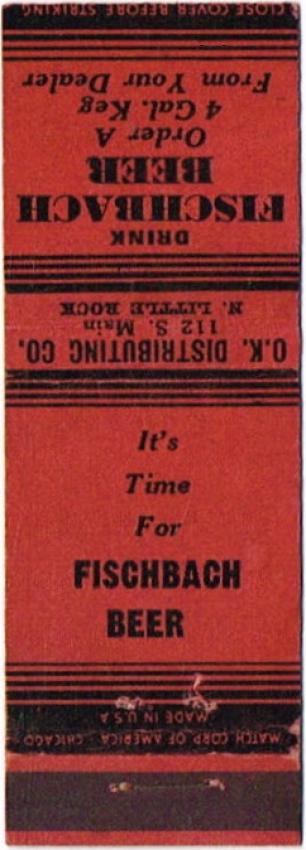 CLOSE COVER BEFORE STRIKING
DRINK
FISCHBACH
BEER
Order A
4 Gal. Keg
From Your Dealer
O.K. DISTRIBUTING CO.
112 S. Main
N. LITTLE ROCK
It's
Time
For
FISCHBACH
BEER
MATCH CORP OF AMERICA CHICAGO
MADE IN U.S.A